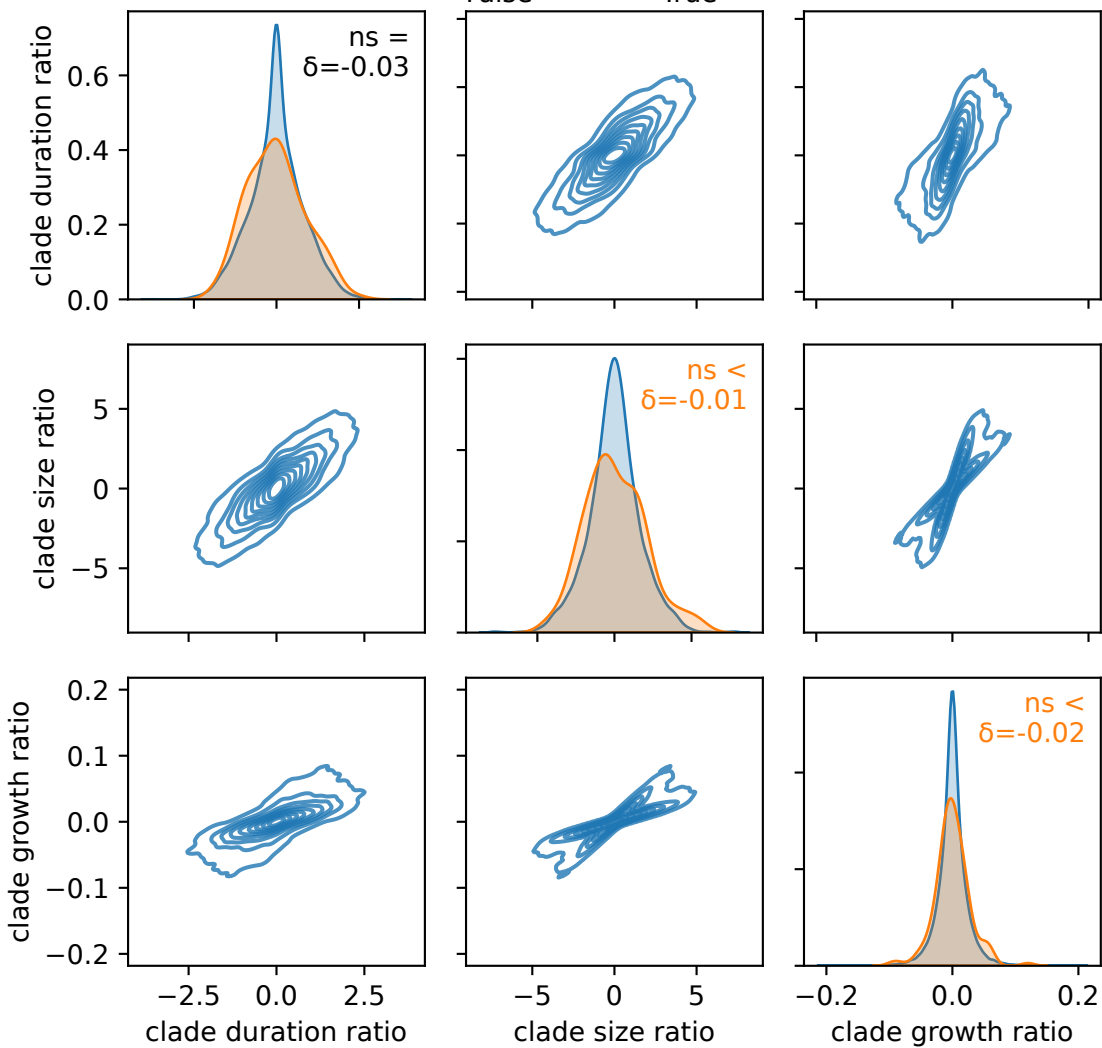 clade duration ratio
0.6
0.4
0.2
0.0
ns =
δ=-0.03
clade size ratio
5
0
−5
ns <
δ=-0.01
clade growth ratio
0.2
0.1
0.0
−0.1
−0.2
ns <
δ=-0.02
−2.5 0.0 2.5
−5 0 5
−0.2 0.0 0.2
clade duration ratio
clade size ratio
clade growth ratio